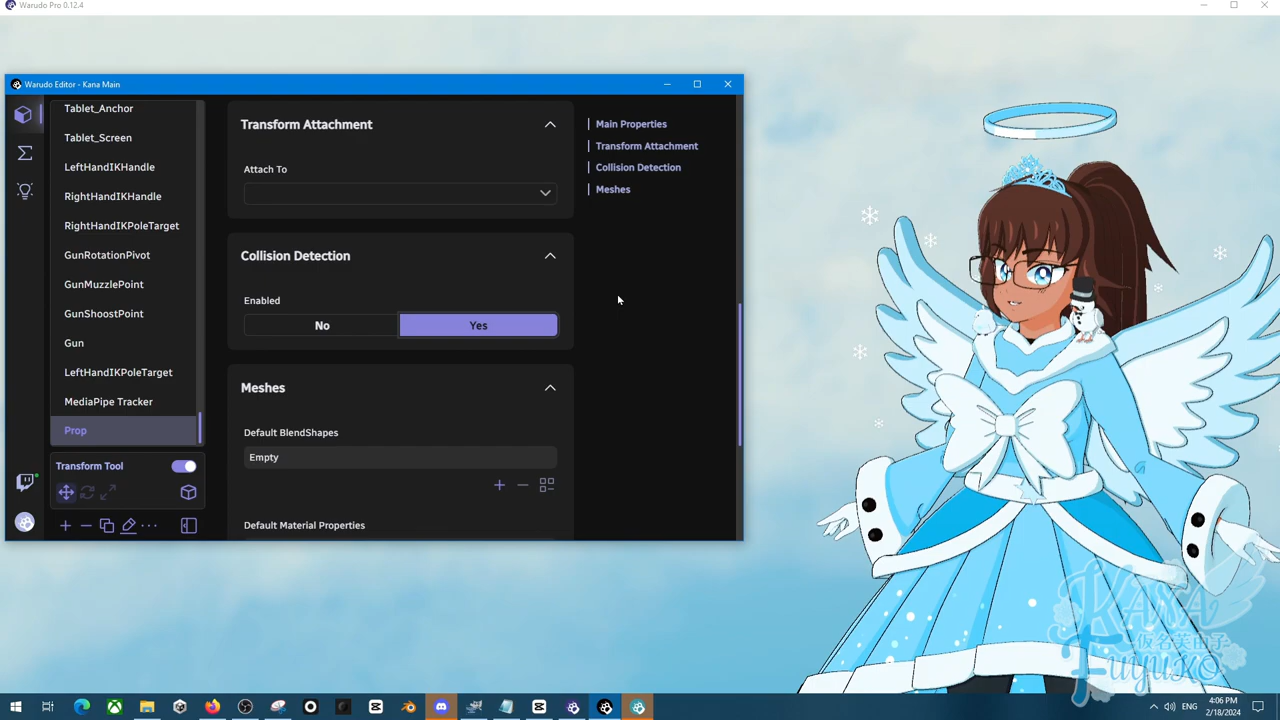 Warudo Pro 0.12.4
Warudo Editor - Kana Main
Tablet_Anchor
Tablet_Screen
LeftHandIKHandle
RightHandIKHandle
RightHandIKPoleTarget
GunRotationPivot
GunMuzzlePoint
GunShoostPoint
Gun
LeftHandIKPoleTarget
MediaPipe Tracker
Prop
Transform Tool
Transform Attachment
Attach To
Collision Detection
Enabled
No
Yes
Meshes
Default BlendShapes
Empty
Default Material Properties
Main Properties
Transform Attachment
Collision Detection
Meshes
KANA
仮名芙由子
FUYUKO
ENG
4:06 PM
2/18/2024